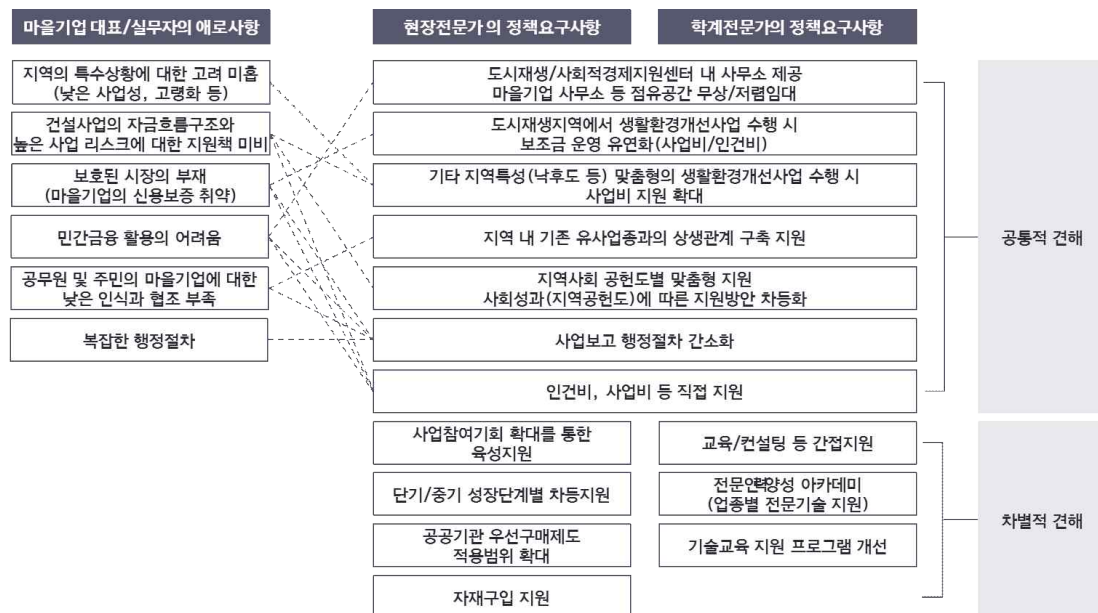 마을기업 대표/실무자의 애로사항
현장전문가의 정책요구사항
학계전문가의 정책요구사항
지역의 특수상황에 대한 고려 미흡
(낮은 사업성, 고령화 등)
건설사업의 자금흐름구조와
높은 사업 리스크에 대한 지원책 미비
보호된 시장의 부재
(마을기업의 신용보증 취약)
민간금융 활용의 어려움
공무원 및 주민의 마을기업에 대한
낮은 인식과 협조 부족
복잡한 행정절차
도시재생/사회적경제지원센터 내 사무소 제공
마을기업 사무소 등 점유공간 무상/저렴임대
도시재생지역에서 생활환경개선사업 수행 시
보조금 운영 유연화(사업비/인건비)
기타 지역특성(낙후도 등) 맞춤형의 생활환경개선사업 수행 시
사업비 지원 확대
지역 내 기존 유사업종과의 상생관계 구축 지원
지역사회 공헌도별 맞춤형 지원
사회성과(지역공헌도)에 따른 지원방안 차등화
사업보고 행정절차 간소화
인건비, 사업비 등 직접 지원
공통적 견해
사업참여기회 확대를 통한
육성지원
단기/중기 성장단계별 차등지원
공공기관 우선구매제도
적용범위 확대
자재구입 지원
교육/컨설팅 등 간접지원
전문인력양성 아카데미
(업종별 전문기술 지원)
기술교육 지원 프로그램 개선
차별적 견해